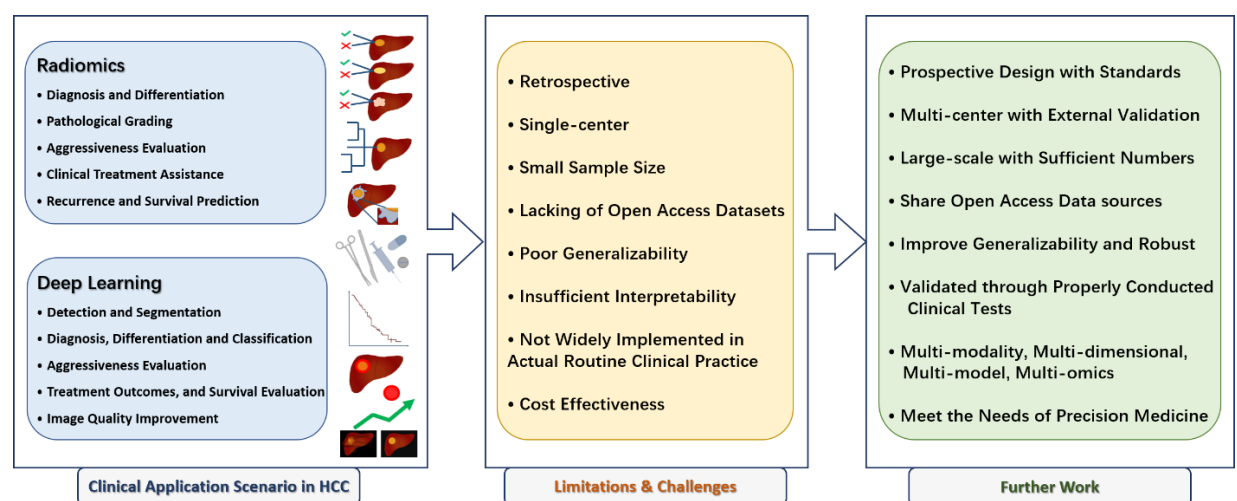 Radiomics
• Diagnosis and Differentiation
• Pathological Grading
• Aggressiveness Evaluation
• Clinical Treatment Assistance
• Recurrence and Survival Prediction
Deep Learning
• Detection and Segmentation
• Diagnosis, Differentiation and Classification
• Aggressiveness Evaluation
• Treatment Outcomes, and Survival Evaluation
• Image Quality Improvement
Clinical Application Scenario in HCC
• Retrospective
• Single-center
• Small Sample Size
• Lacking of Open Access Datasets
• Poor Generalizability
• Insufficient Interpretability
• Not Widely Implemented in
Actual Routine Clinical Practice
• Cost Effectiveness
Limitations & Challenges
• Prospective Design with Standards
• Multi-center with External Validation
• Large-scale with Sufficient Numbers
• Share Open Access Data sources
• Improve Generalizability and Robust
• Validated through Properly Conducted
Clinical Tests
• Multi-modality, Multi-dimensional,
Multi-model, Multi-omics
• Meet the Needs of Precision Medicine
Further Work